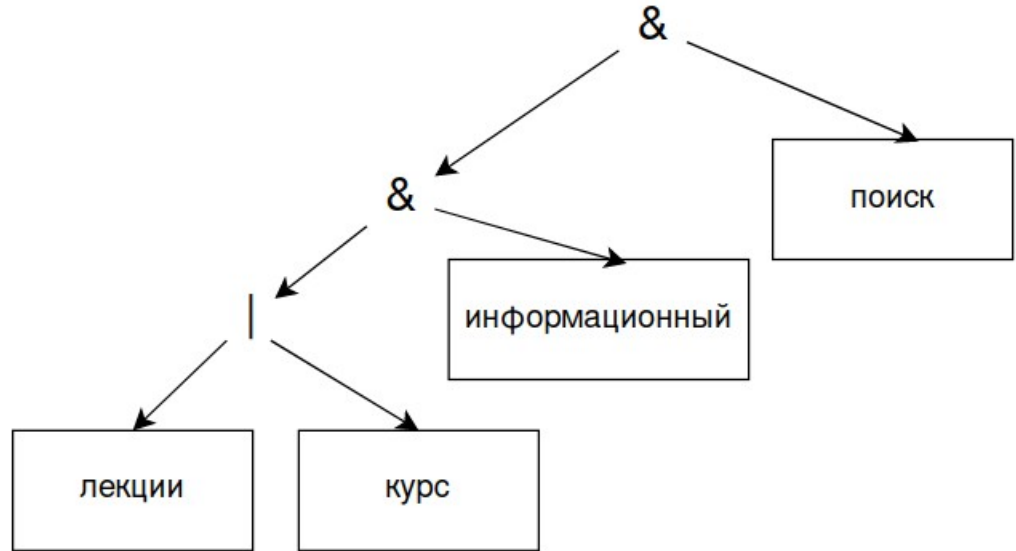 &
&
поиск
|
информационный
лекции
курс